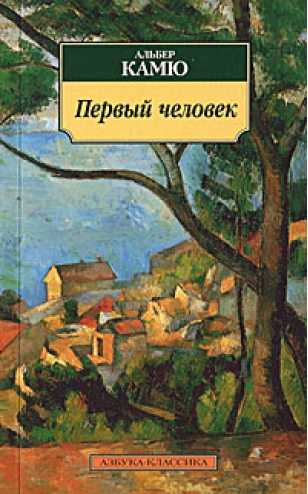 АЛЬБЕР
КАМЮ
Первый человек
АЗБУКА-КЛАССИКА